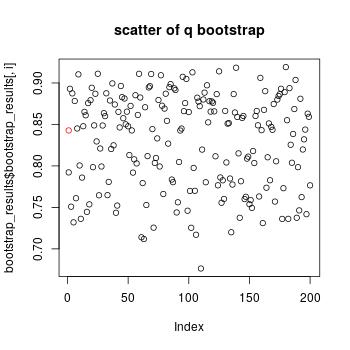 scatter of q bootstrap
bootstrap_results$bootstrap_results[, i]
0.90
0.85
0.80
0.75
0.70
0 50 100 150 200
Index